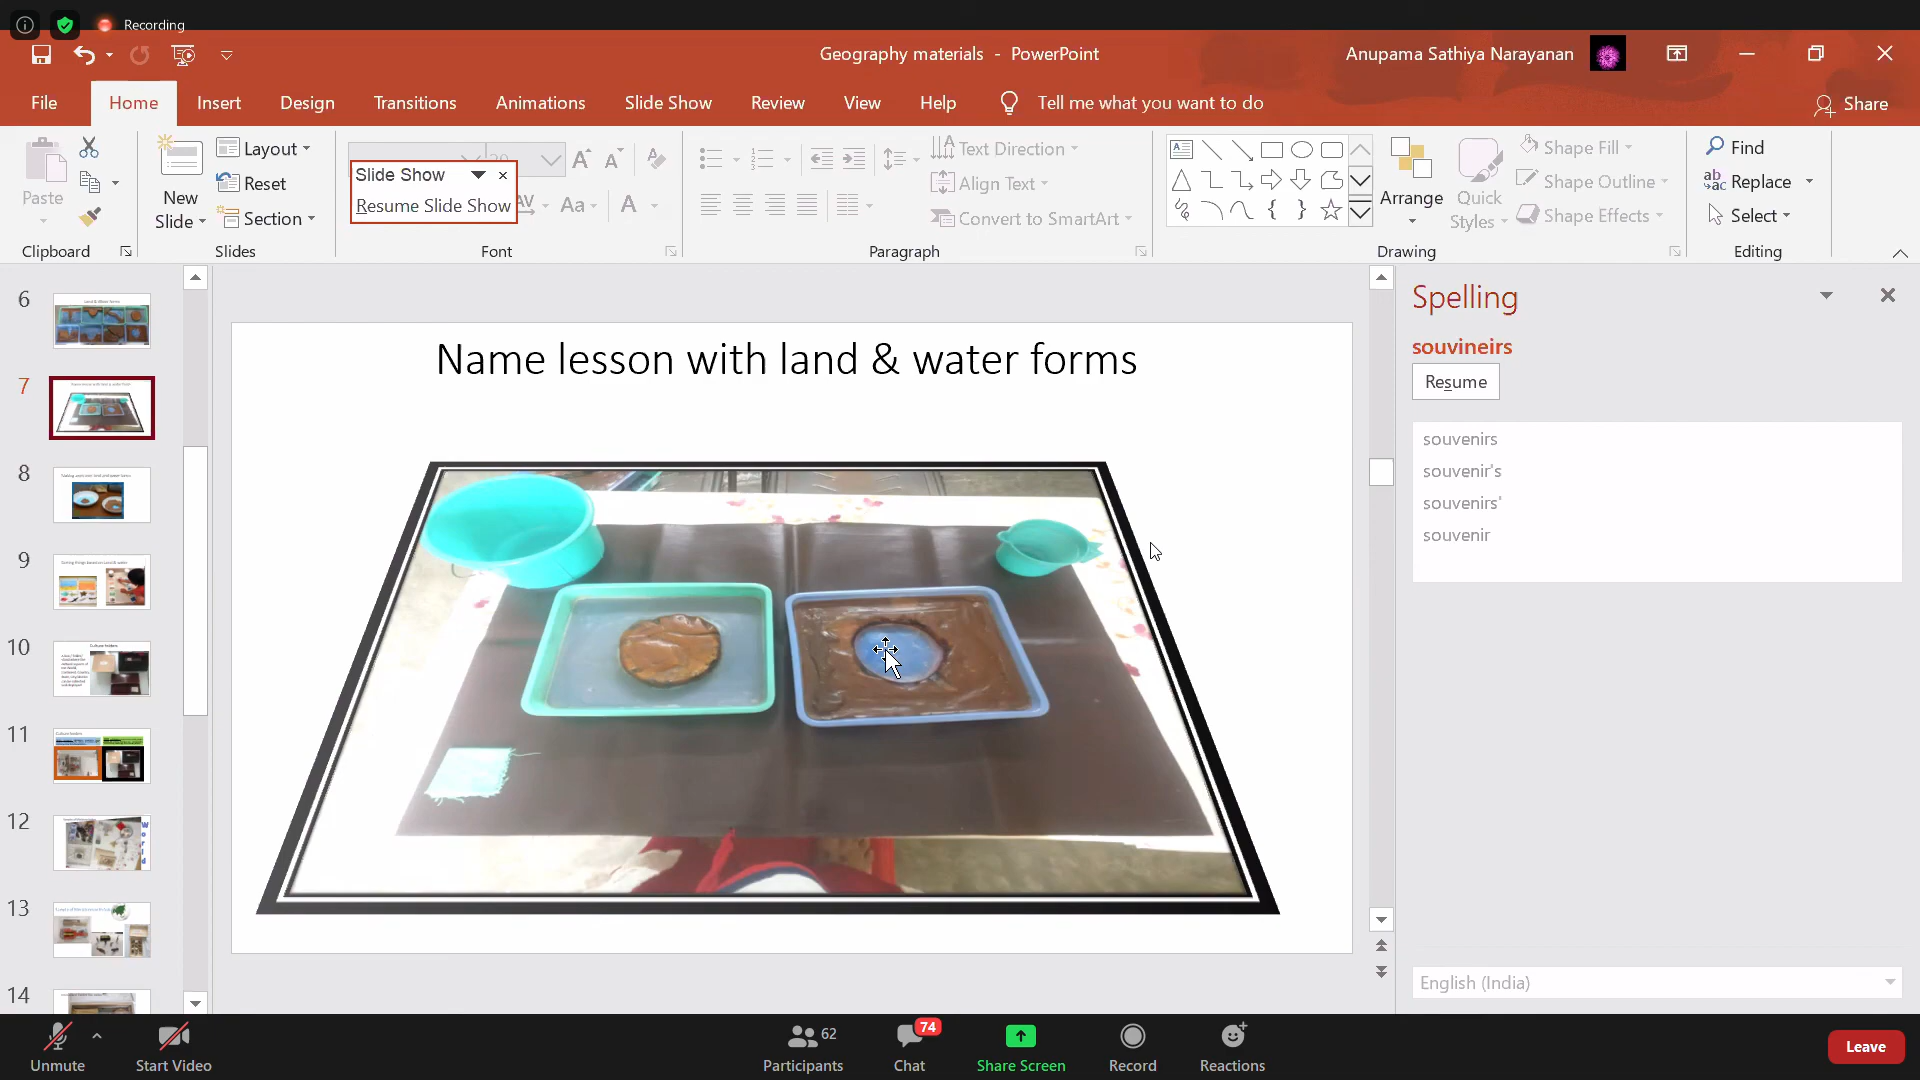 Recording
Geography materials - PowerPoint
Anupama Sathiya Narayanan
File
Home
Insert
Design
Transitions
Animations
Slide Show
Review
View
Help
Tell me what you want to do
Share
Paste
New
Slide
Layout
Reset
Section
Slide Show
Resume Slide Show
Text Direction
Align Text
Convert to SmartArt
Arrange
Quick
Styles
Shape Fill
Shape Outline
Shape Effects
Find
Replace
Select
Clipboard
Slides
Font
Paragraph
Drawing
Editing
6
7
8
9
10
11
12
13
14
Name lesson with land & water forms
Spelling
souvineirs
Resume
souvenirs
souvenir's
souvenirs'
souvenir
English (India)
Unmute
Start Video
62
Participants
74
Chat
Share Screen
Record
Reactions
Leave